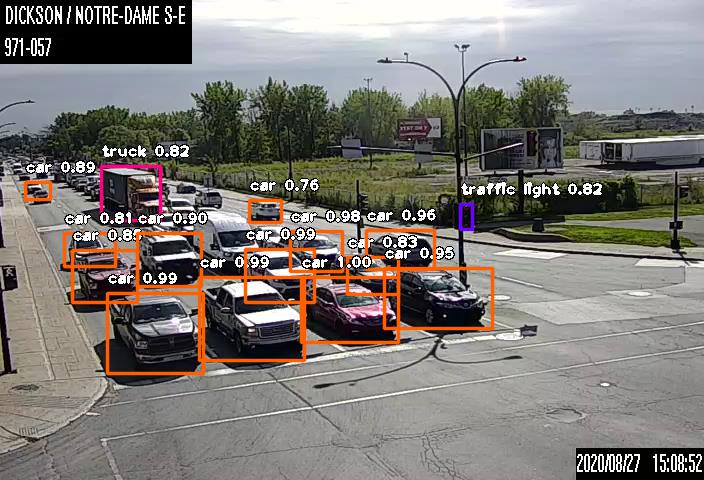 DICKSON / NOTRE-DAME S-E
971-057
truck 0.82
car 0.89
car 0.76
traffic light 0.82
car 0.81
car 0.90
car 0.98
car 0.96
car 0.85
car 0.99
car 0.83
car 0.99
car 1.00
car 0.95
car 0.99
2020/08/27 15:08:52